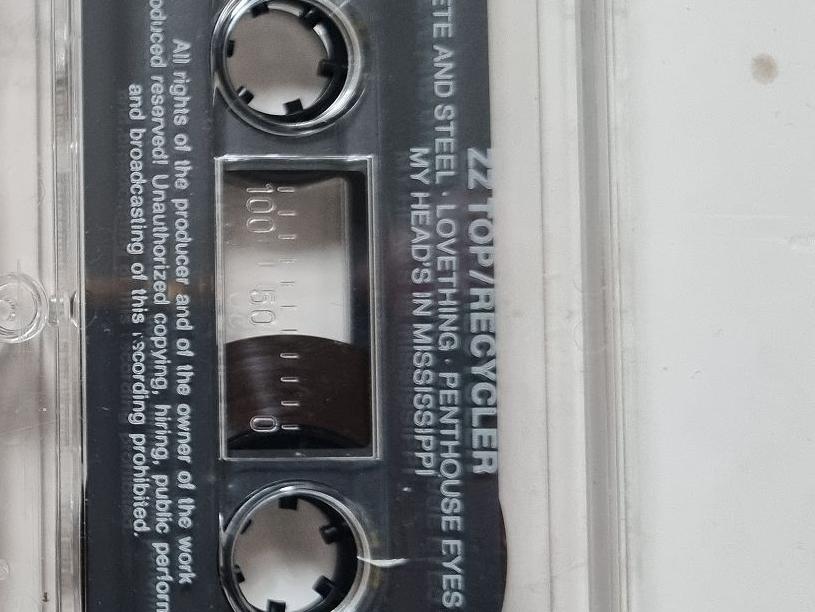 ZZ TOP/RECYCLER
ETE AND STEEL · LOVETHING · PENTHOUSE EYES
MY HEAD'S IN MISSISSIPPI
100 50 0
All rights of the producer and of the owner of the work
oduced reserved! Unauthorized copying, hiring, public perform
and broadcasting of this recording prohibited.